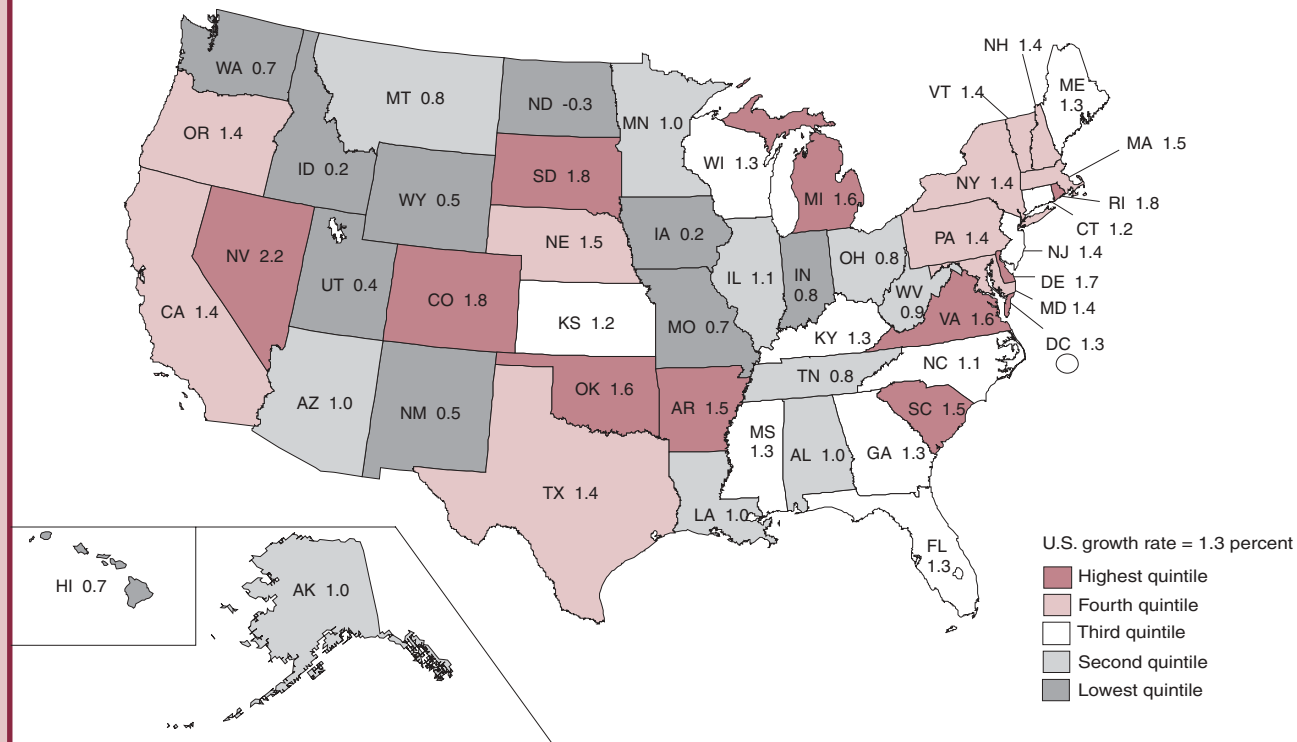 NH 1.4
VT 1.4
ME
1.3
WA 0.7
MT 0.8
ND -0.3
MN 1.0
OR 1.4
ID 0.2
WY 0.5
SD 1.8
WI 1.3
MI 1.6
NY 1.4
MA 1.5
RI 1.8
CT 1.2
NJ 1.4
DE 1.7
MD 1.4
DC 1.3
NV 2.2
UT 0.4
CO 1.8
NE 1.5
IA 0.2
IL 1.1
IN
0.8
OH 0.8
PA 1.4
WV
0.9
VA 1.6
CA 1.4
KS 1.2
MO 0.7
KY 1.3
NC 1.1
TN 0.8
SC 1.5
AZ 1.0
NM 0.5
OK 1.6
AR 1.5
MS
1.3
AL 1.0
GA 1.3
TX 1.4
LA 1.0
FL
1.3
HI 0.7
AK 1.0
U.S. growth rate = 1.3 percent
Highest quintile
Fourth quintile
Third quintile
Second quintile
Lowest quintile